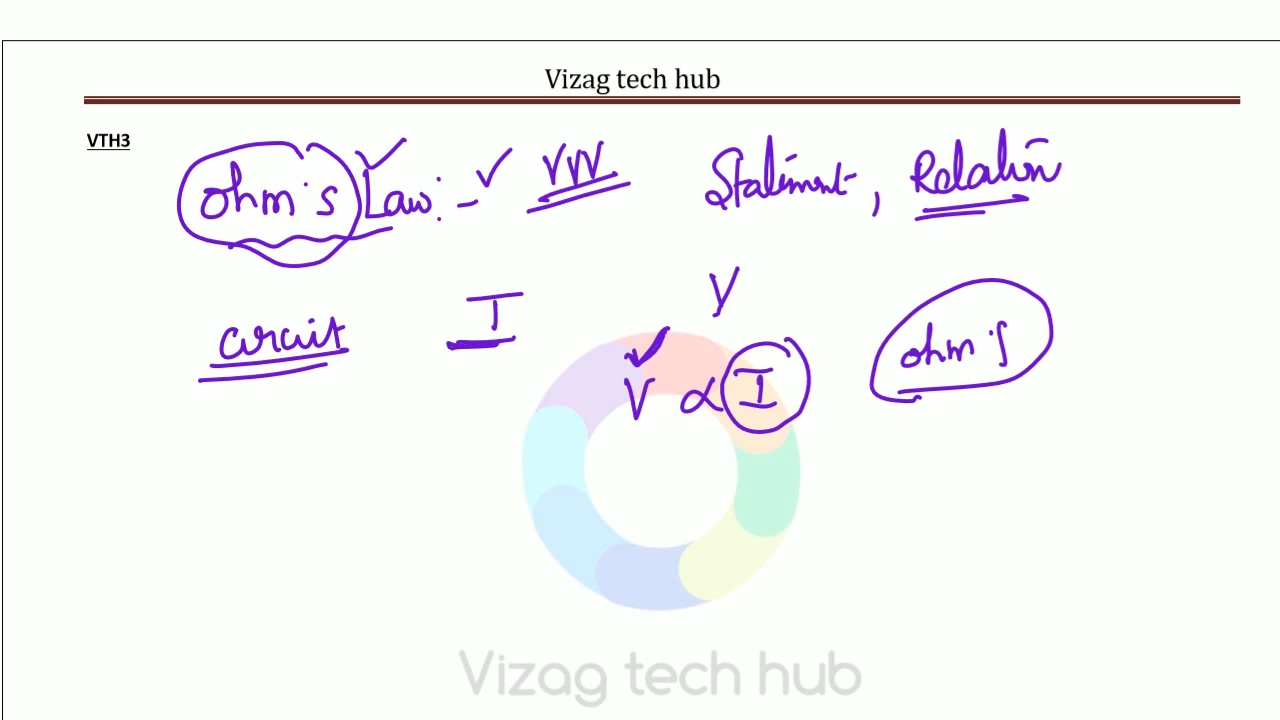 Vizag tech hub
VTH3
ohm's Law:- VVV Statement, Relation
circuit I V
V ∝ I ohm's
Vizag tech hub